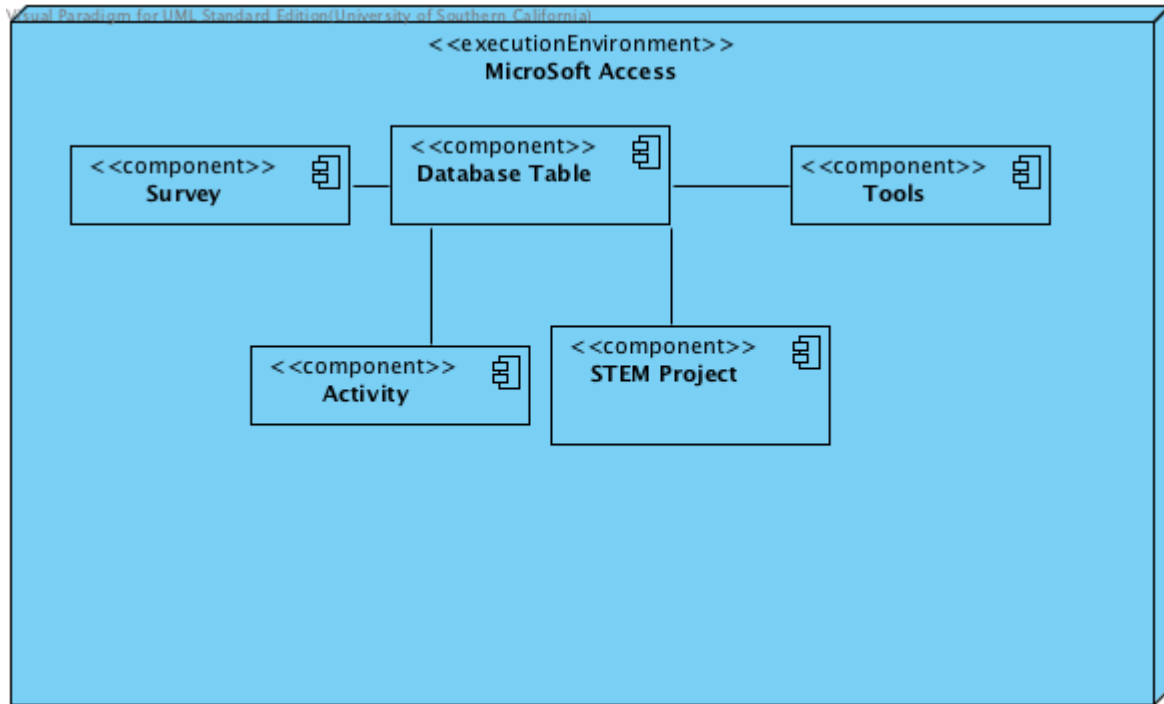 Visual Paradigm for UML Standard Edition(University of Southern California)
<<executionEnvironment>>
MicroSoft Access
<<component>>
Survey
<<component>>
Database Table
<<component>>
Tools
<<component>>
Activity
<<component>>
STEM Project